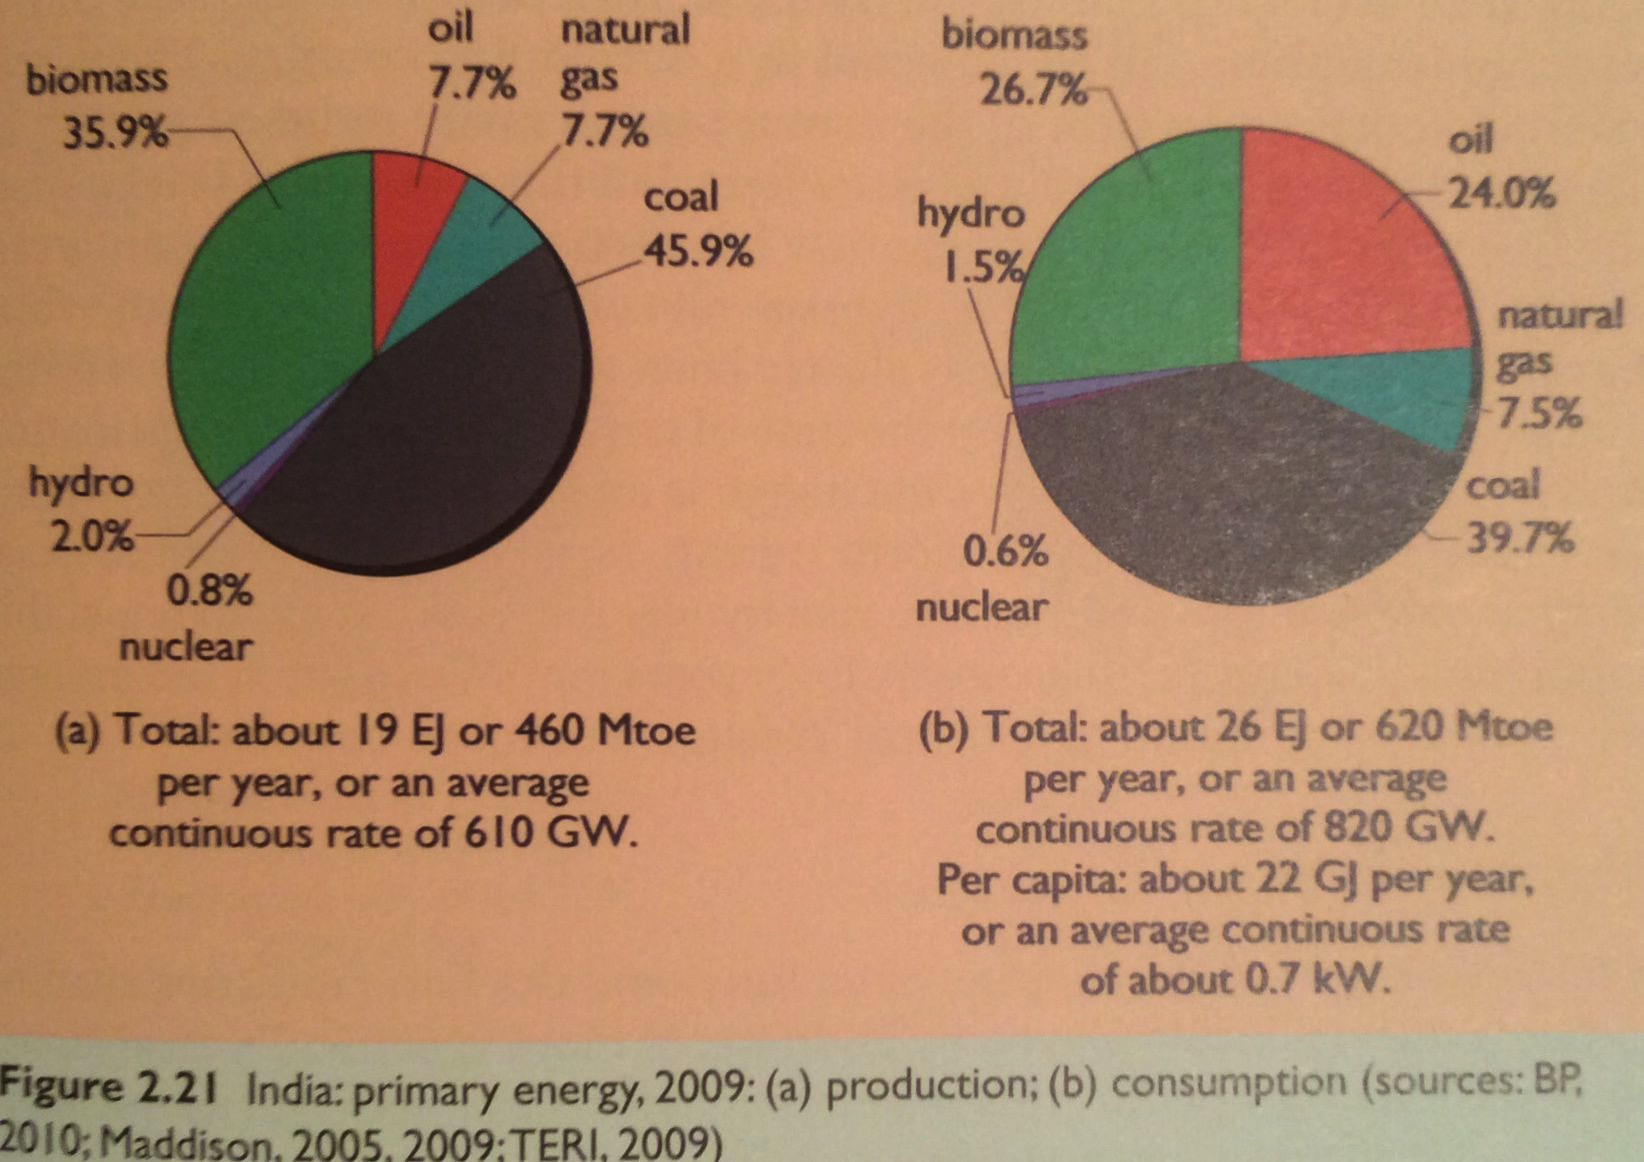 oil
7.7%
natural
gas
7.7%
biomass
35.9%
coal
45.9%
hydro
2.0%
0.8%
nuclear
(a) Total: about 19 EJ or 460 Mtoe
per year, or an average
continuous rate of 610 GW.
biomass
26.7%
oil
24.0%
hydro
1.5%
natural
gas
7.5%
coal
39.7%
0.6%
nuclear
(b) Total: about 26 EJ or 620 Mtoe
per year, or an average
continuous rate of 820 GW.
Per capita: about 22 GJ per year,
or an average continuous rate
of about 0.7 kW.
Figure 2.21 India: primary energy, 2009: (a) production; (b) consumption (sources: BP,
2010; Maddison, 2005, 2009; TERI, 2009)